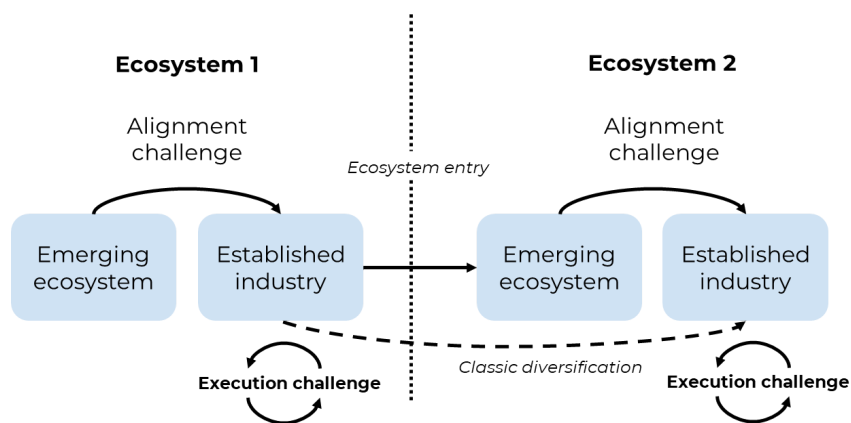 Ecosystem 1
Ecosystem 2
Alignment
challenge
Alignment
challenge
Ecosystem entry
Emerging
ecosystem
Established
industry
Emerging
ecosystem
Established
industry
Classic diversification
Execution challenge
Execution challenge